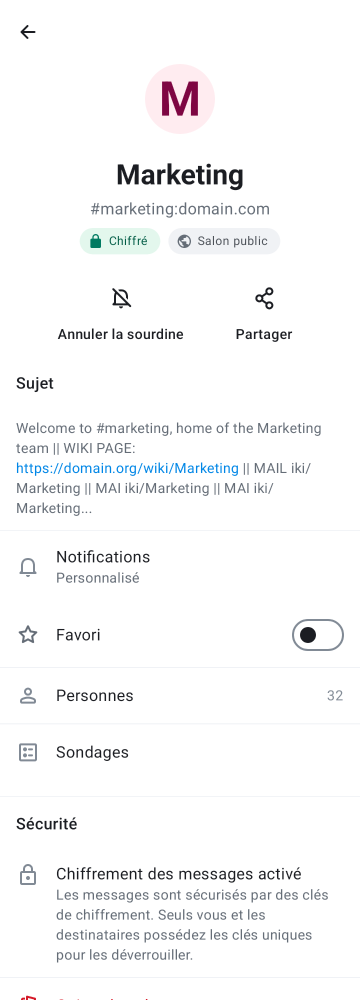 M
Marketing
#marketing:domain.com
Chiffré
Salon public
Annuler la sourdine
Partager
Sujet
Welcome to #marketing, home of the Marketing
team || WIKI PAGE:
https://domain.org/wiki/Marketing || MAIL iki/
Marketing || MAI iki/Marketing || MAI iki/
Marketing...
Notifications
Personnalisé
Favori
Personnes
32
Sondages
Sécurité
Chiffrement des messages activé
Les messages sont sécurisés par des clés
de chiffrement. Seuls vous et les
destinataires possédez les clés uniques
pour les déverrouiller.